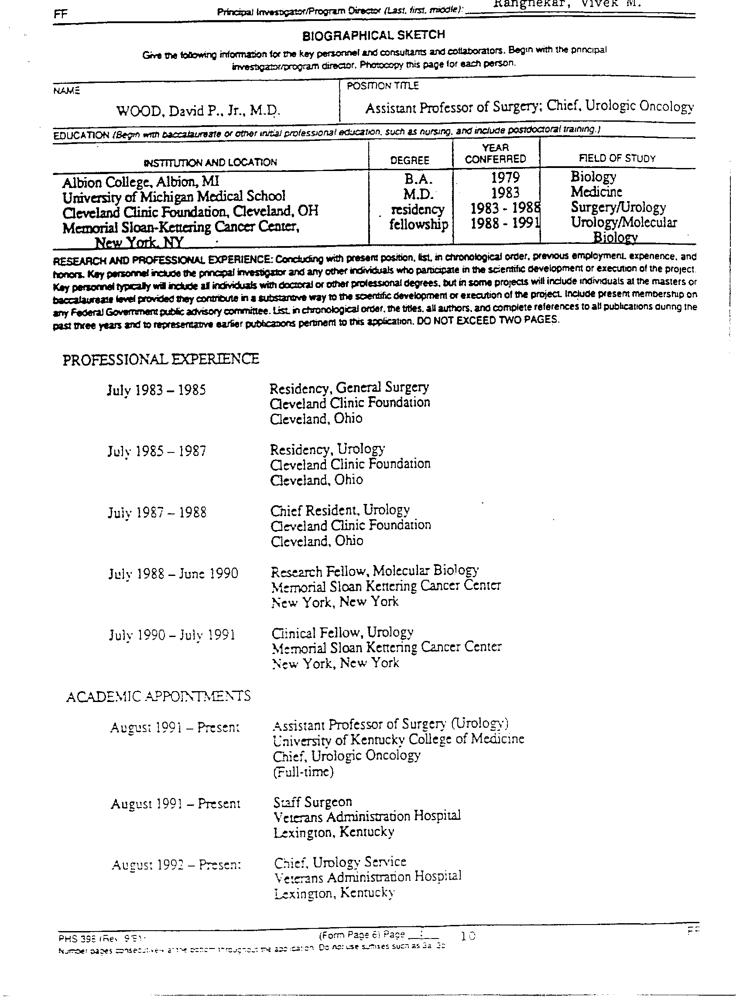 FF
Principal Investigator/Program Director (Last, first, middle): Rangnekar, Vivek M.
BIOGRAPHICAL SKETCH
Give the following information for the key personnel and consultants and collaborators. Begin with the principal
investigator/program director. Photocopy this page for each person.
NAME
POSITION TITLE
WOOD, David P., Jr., M.D.
Assistant Professor of Surgery; Chief, Urologic Oncology
EDUCATION (Begin with baccalaureate or other initial professional education, such as nursing, and include postdoctoral training.)
INSTITUTION AND LOCATION DEGREE YEAR CONFERRED FIELD OF STUDY
Albion College, Albion, MI B.A. 1979 Biology
University of Michigan Medical School M.D. 1983 Medicine
Cleveland Clinic Foundation, Cleveland, OH residency 1983 - 1988 Surgery/Urology
Memorial Sloan-Kettering Cancer Center, fellowship 1988 - 1991 Urology/Molecular
New York, NY Biology
RESEARCH AND PROFESSIONAL EXPERIENCE: Concluding with present position, list, in chronological order, previous employment, experience, and
honors. Key personnel include the principal investigator and any other individuals who participate in the scientific development or execution of the project.
Key personnel typically will include all individuals with doctoral or other professional degrees, but in some projects will include individuals at the masters or
baccalaureate level provided they contribute in a substantive way to the scientific development or execution of the project. Include present membership on
any Federal Government public advisory committee. List, in chronological order, the titles, all authors, and complete references to all publications during the
past three years and to representative earlier publications pertinent to this application. DO NOT EXCEED TWO PAGES.
PROFESSIONAL EXPERIENCE
July 1983 – 1985 Residency, General Surgery
Cleveland Clinic Foundation
Cleveland, Ohio
July 1985 – 1987 Residency, Urology
Cleveland Clinic Foundation
Cleveland, Ohio
July 1987 – 1988 Chief Resident, Urology
Cleveland Clinic Foundation
Cleveland, Ohio
July 1988 – June 1990 Research Fellow, Molecular Biology
Memorial Sloan Kettering Cancer Center
New York, New York
July 1990 – July 1991 Clinical Fellow, Urology
Memorial Sloan Kettering Cancer Center
New York, New York
ACADEMIC APPOINTMENTS
August 1991 – Present Assistant Professor of Surgery (Urology)
University of Kentucky College of Medicine
Chief, Urologic Oncology
(Full-time)
August 1991 – Present Staff Surgeon
Veterans Administration Hospital
Lexington, Kentucky
August 1992 – Present Chief, Urology Service
Veterans Administration Hospital
Lexington, Kentucky
PHS 398 (Rev. 9/91) (Form Page 6) Page 10 FF
Number pages consecutively at the bottom throughout the application. Do not use suffixes such as 3a, 3b.